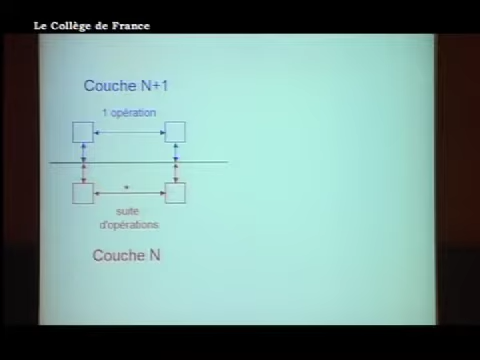 Le Collège de France
Couche N+1
1 opération
*
suite
d'opérations
Couche N